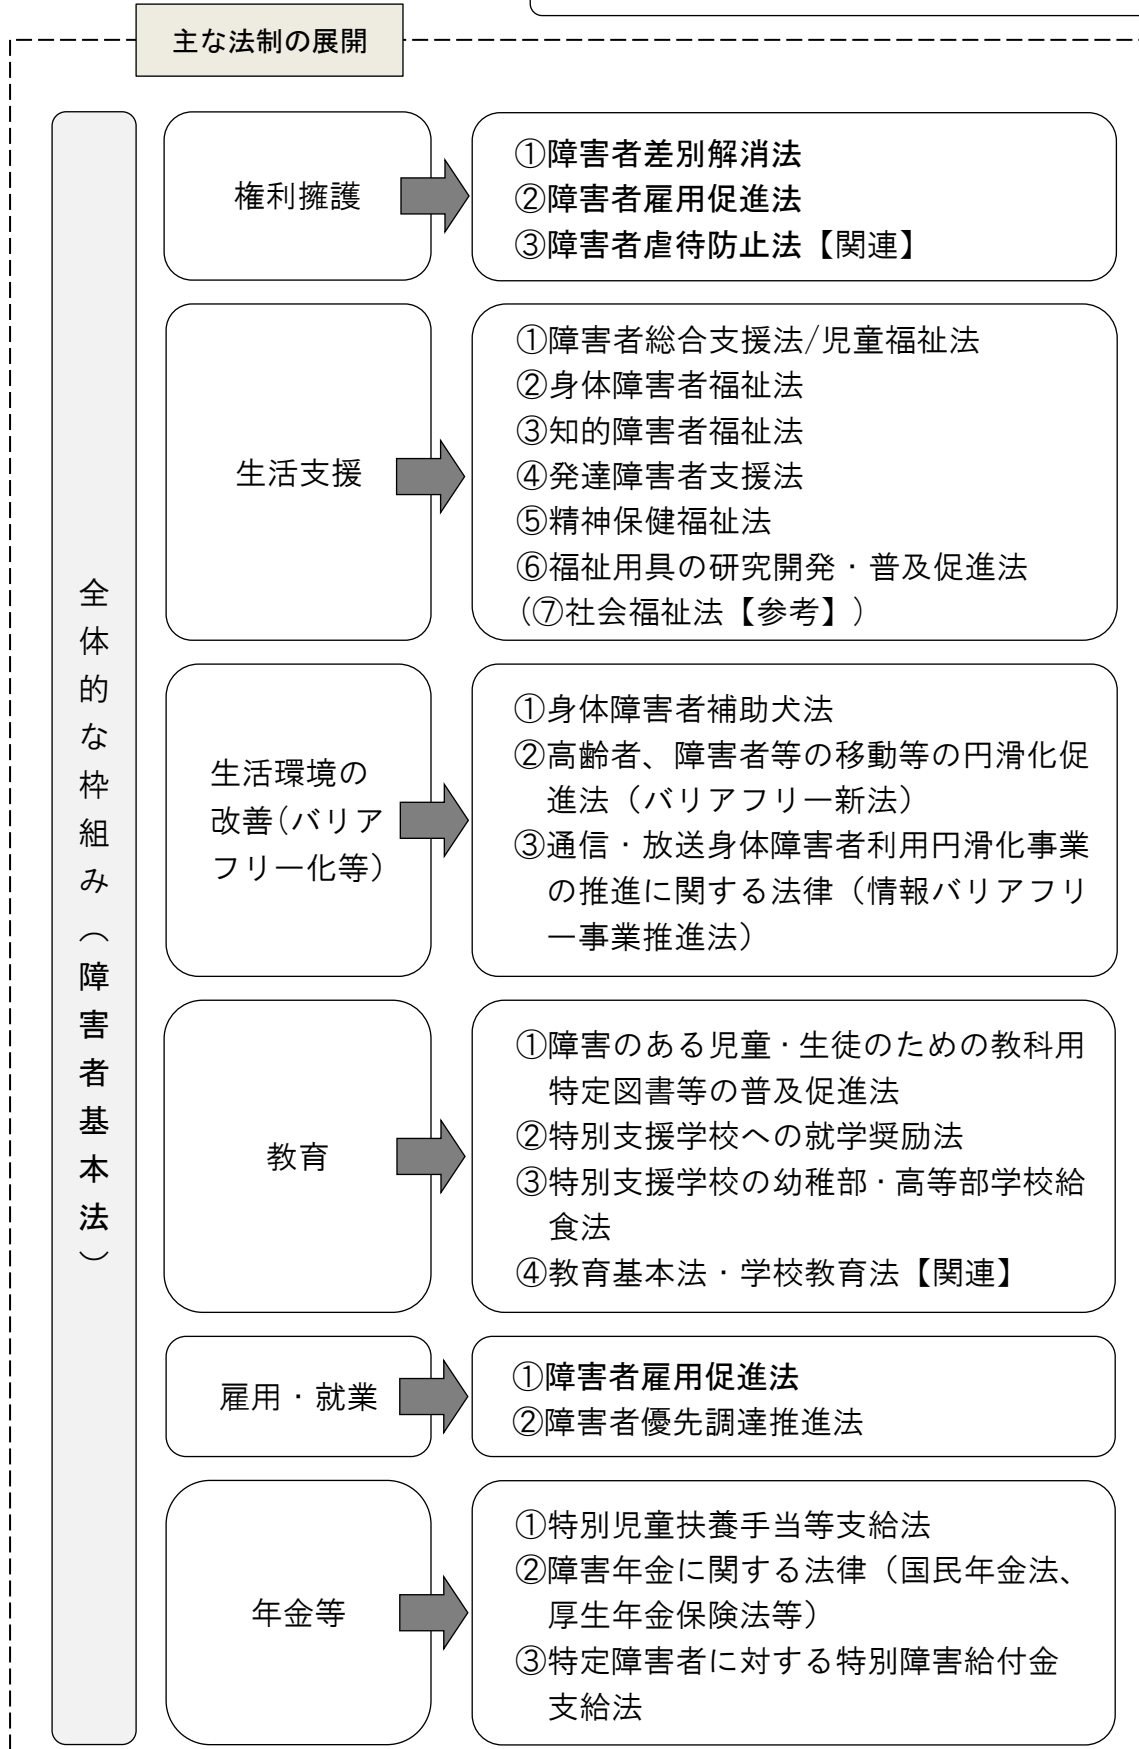 主な法制の展開
全体的な枠組み（障害者基本法）
権利擁護
①障害者差別解消法
②障害者雇用促進法
③障害者虐待防止法【関連】
生活支援
①障害者総合支援法/児童福祉法
②身体障害者福祉法
③知的障害者福祉法
④発達障害者支援法
⑤精神保健福祉法
⑥福祉用具の研究開発・普及促進法
（⑦社会福祉法【参考】）
生活環境の
改善（バリア
フリー化等）
①身体障害者補助犬法
②高齢者、障害者等の移動等の円滑化促
進法（バリアフリー新法）
③通信・放送身体障害者利用円滑化事業
の推進に関する法律（情報バリアフリ
ー事業推進法）
教育
①障害のある児童・生徒のための教科用
特定図書等の普及促進法
②特別支援学校への就学奨励法
③特別支援学校の幼稚部・高等部学校給
食法
④教育基本法・学校教育法【関連】
雇用・就業
①障害者雇用促進法
②障害者優先調達推進法
年金等
①特別児童扶養手当等支給法
②障害年金に関する法律（国民年金法、
厚生年金保険法等）
③特定障害者に対する特別障害給付金
支給法